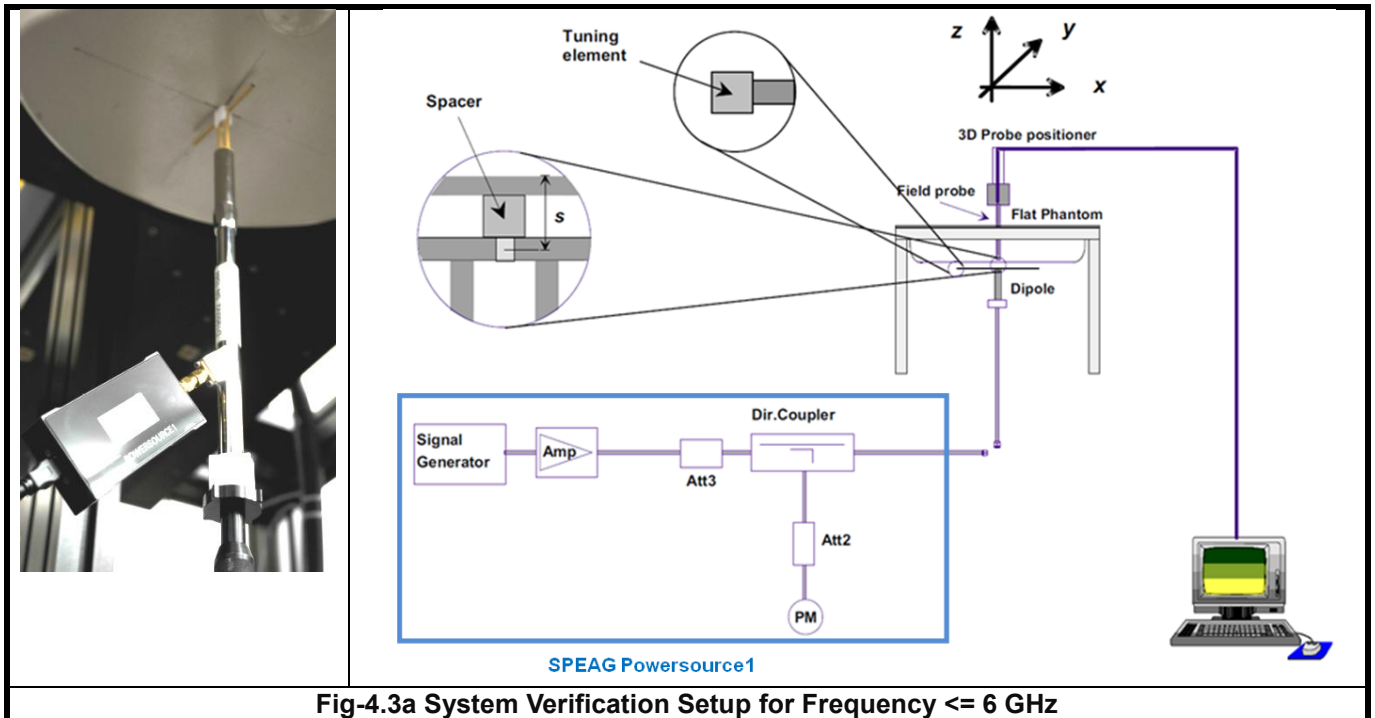 POWERSOURCE1
Tuning
element
Spacer
s
z
y
x
3D Probe positioner
Field probe
Flat Phantom
Dipole
Signal
Generator
Amp
Att3
Dir.Coupler
Att2
PM
SPEAG Powersource1
Fig-4.3a System Verification Setup for Frequency <= 6 GHz